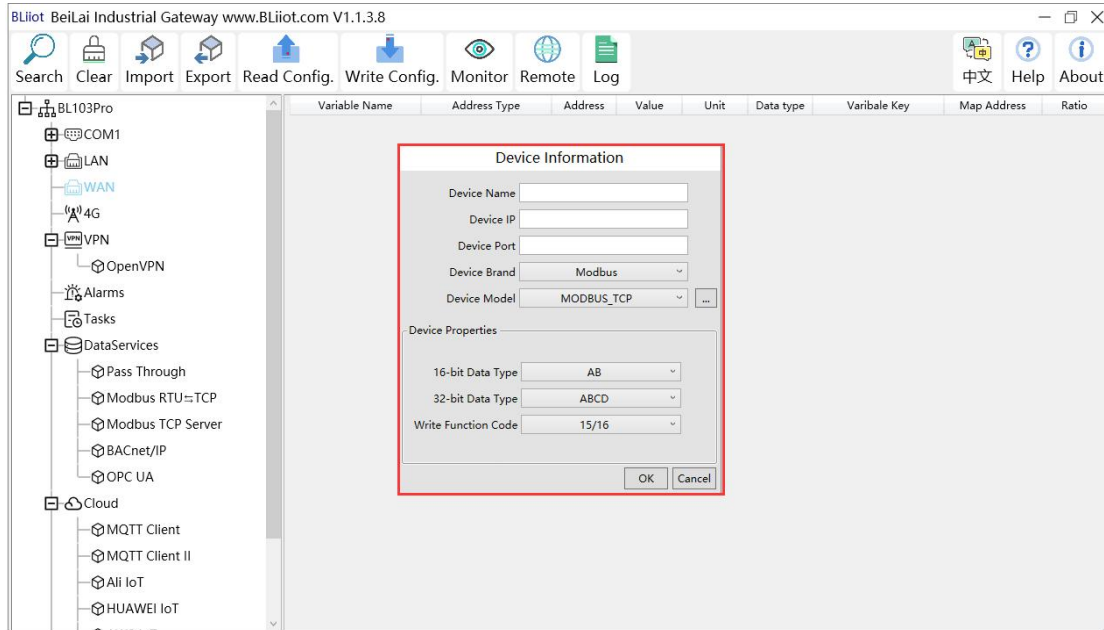 BLiiot BeiLai Industrial Gateway www.BLiiot.com V1.1.3.8
Search Clear Import Export Read Config. Write Config. Monitor Remote Log 中文 Help About
BL103Pro
COM1
LAN
WAN
4G
VPN
OpenVPN
Alarms
Tasks
DataServices
Pass Through
Modbus RTU⇆TCP
Modbus TCP Server
BACnet/IP
OPC UA
Cloud
MQTT Client
MQTT Client II
Ali IoT
HUAWEI IoT
Variable Name Address Type Address Value Unit Data type Varibale Key Map Address Ratio
Device Information
Device Name
Device IP
Device Port
Device Brand Modbus
Device Model MODBUS_TCP ...
Device Properties
16-bit Data Type AB
32-bit Data Type ABCD
Write Function Code 15/16
OK Cancel